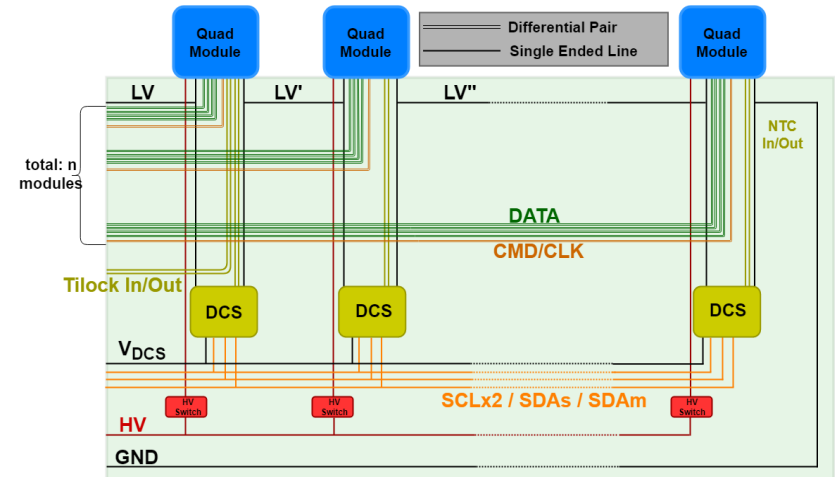 Quad
Module
Quad
Module
Differential Pair
Single Ended Line
Quad
Module
LV
LV'
LV"
NTC
In/Out
total: n
modules
DATA
CMD/CLK
Tilock In/Out
DCS
DCS
DCS
VDCS
SCLx2 / SDAs / SDAm
HV
Switch
HV
Switch
HV
Switch
HV
GND